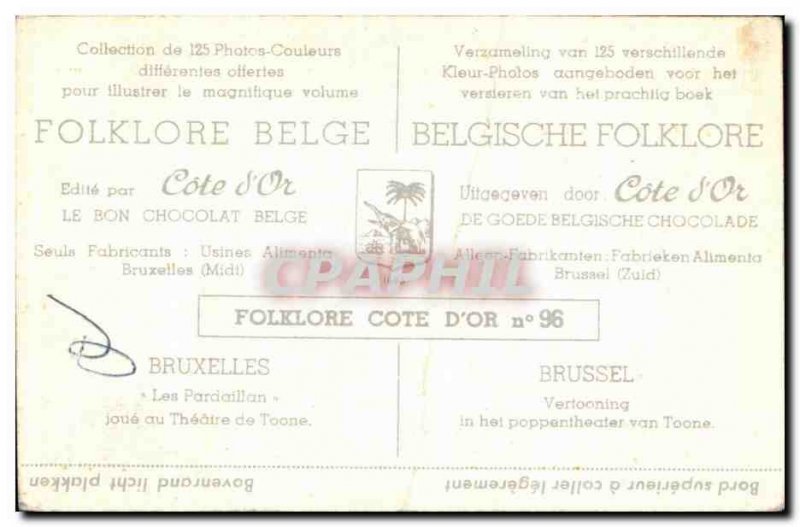 Collection de 125 Photos-Couleurs
différentes offertes
pour illustrer le magnifique volume
FOLKLORE BELGE
Edité par Côte d'Or
LE BON CHOCOLAT BELGE
Seuls Fabricants : Usines Alimenta
Bruxelles (Midi)
Verzameling van 125 verschillende
Kleur-Photos aangeboden voor het
versieren van het prachtig boek
BELGISCHE FOLKLORE
Uitgegeven door Côte d'Or
DE GOEDE BELGISCHE CHOCOLADE
Alleen-Fabrikanten : Fabrieken Alimenta
Brussel (Zuid)
CPARPHIL
FOLKLORE COTE D'OR nº 96
BRUXELLES
« Les Pardaillan »
joué au Théâtre de Toone.
BRUSSEL
Vertooning
in het poppentheater van Toone.
Bovenrand licht plakken
Bord supérieur à coller légèrement